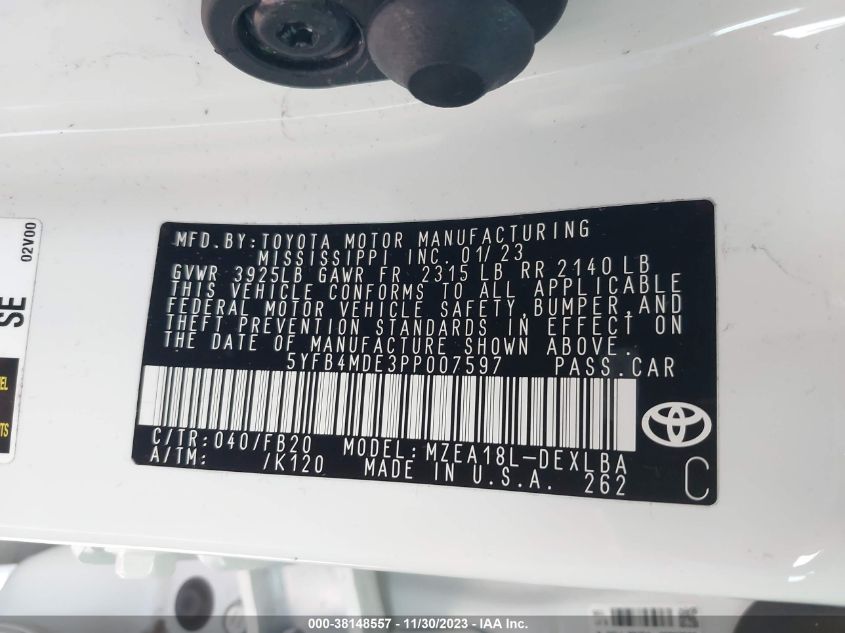 MFD. BY: TOYOTA MOTOR MANUFACTURING
MISSISSIPPI INC. 01/23
GVWR 3925LB GAWR FR 2315 LB RR 2140 LB
THIS VEHICLE CONFORMS TO ALL APPLICABLE
FEDERAL MOTOR VEHICLE SAFETY, BUMPER, AND
THEFT PREVENTION STANDARDS IN EFFECT ON
THE DATE OF MANUFACTURE SHOWN ABOVE.
5YFB4MDE3PP007597 PASS. CAR
C/TR: 040/FB20 MODEL: MZEA18L-DEXLBA
A/TM: /K120 MADE IN U.S.A. 262 C
02V00
SE
000-38148557 - 11/30/2023 - IAA Inc.